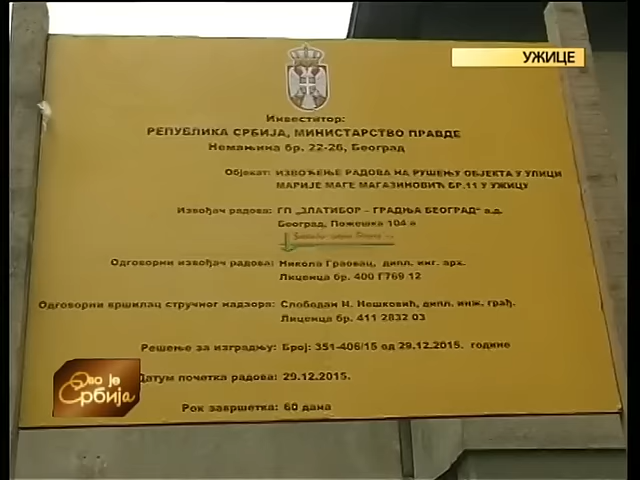 УЖИЦЕ
Инвеститор:
РЕПУБЛИКА СРБИЈА, МИНИСТАРСТВО ПРАВДЕ
Немањина бр. 22-26, Београд
Објекат: ИЗВОЂЕЊЕ РАДОВА НА РУШЕЊУ ОБЈЕКТА У УЛИЦИ
МАРИЈЕ МАГЕ МАГАЗИНОВИЋ БР.11 У УЖИЦУ
Извођач радова: ГП „ЗЛАТИБОР - ГРАДЊА БЕОГРАД" а.д.
Београд, Пожешка 104
Одговорни извођач радова: Никола Граовац, дипл. инг. арх.
Лиценца бр. 400 Г769 12
Одговорни вршилац стручног надзора: Слободан Н. Нешковић, дипл. инж. грађ.
Лиценца бр. 411 2832 03
Решење за изградњу: Број: 351-406/15 од 29.12.2015. године
Датум почетка радова: 29.12.2015.
Рок завршетка: 60 дана
Ово је
Србија